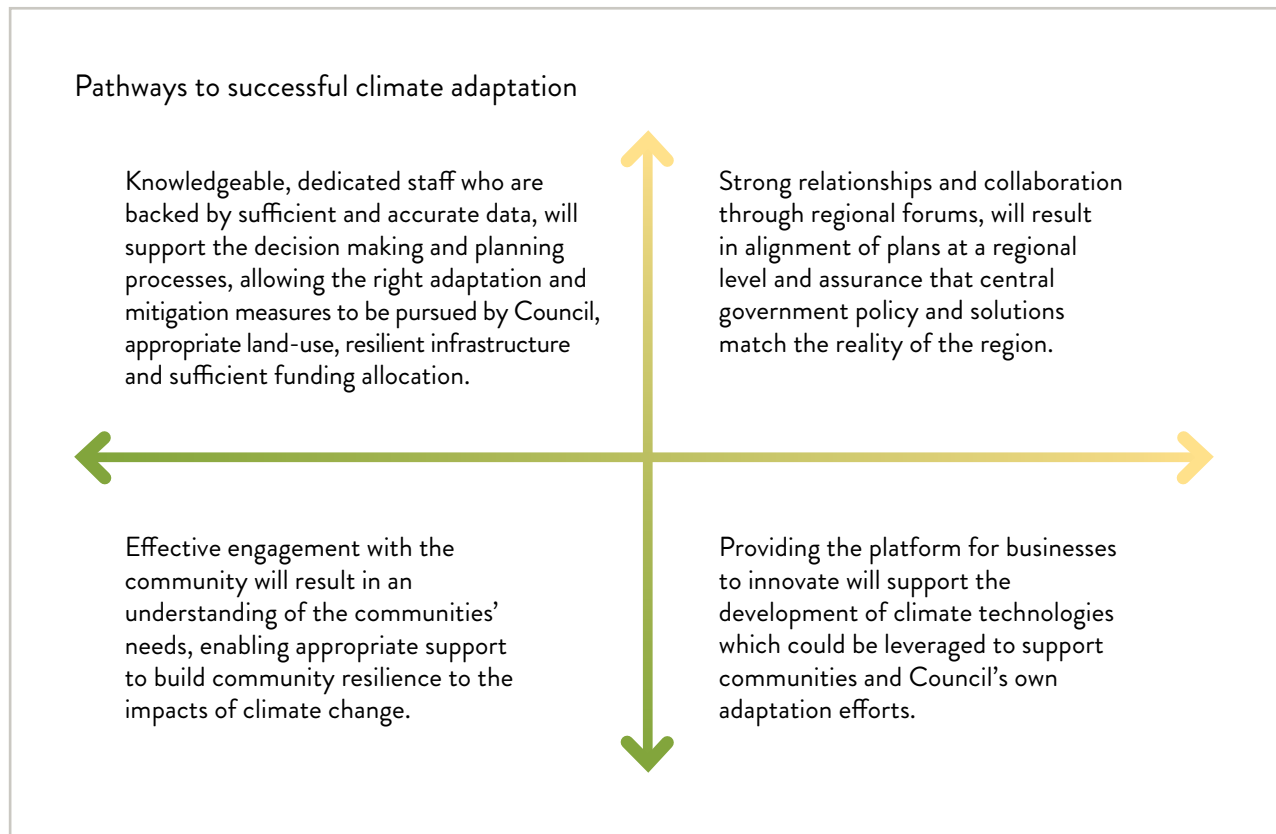 Pathways to successful climate adaptation
Knowledgeable, dedicated staff who are
backed by sufficient and accurate data, will
support the decision making and planning
processes, allowing the right adaptation and
mitigation measures to be pursued by Council,
appropriate land-use, resilient infrastructure
and sufficient funding allocation.
Strong relationships and collaboration
through regional forums, will result
in alignment of plans at a regional
level and assurance that central
government policy and solutions
match the reality of the region.
Effective engagement with the
community will result in an
understanding of the communities’
needs, enabling appropriate support
to build community resilience to the
impacts of climate change.
Providing the platform for businesses
to innovate will support the
development of climate technologies
which could be leveraged to support
communities and Council’s own
adaptation efforts.